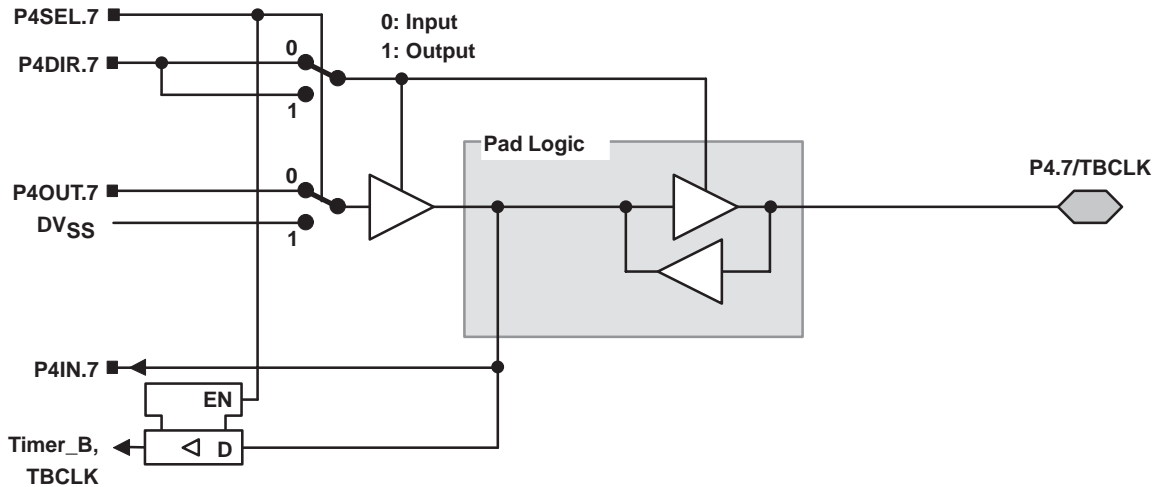 P4SEL.7
0: Input
1: Output
P4DIR.7
0
1
Pad Logic
P4.7/TBCLK
P4OUT.7
0
DVSS
1
P4IN.7
EN
Timer_B,
TBCLK
D